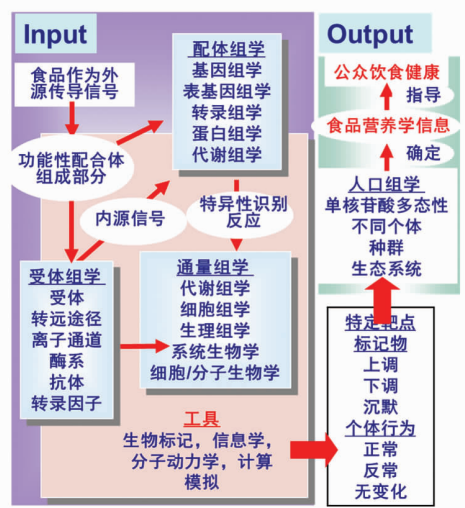 Input
食品作为外
源传导信号
功能性配合体
组成部分
内源信号
配体组学
基因组学
表基因组学
转录组学
蛋白组学
代谢组学
特异性识别
反应
受体组学
受体
转远途径
离子通道
酶系
抗体
转录因子
通量组学
代谢组学
细胞组学
生理组学
系统生物学
细胞/分子生物学
工具
生物标记，信息学，
分子动力学，计算
模拟
Output
公众饮食健康
指导
食品营养学信息
确定
人口组学
单核苷酸多态性
不同个体
种群
生态系统
特定靶点
标记物
上调
下调
沉默
个体行为
正常
反常
无变化